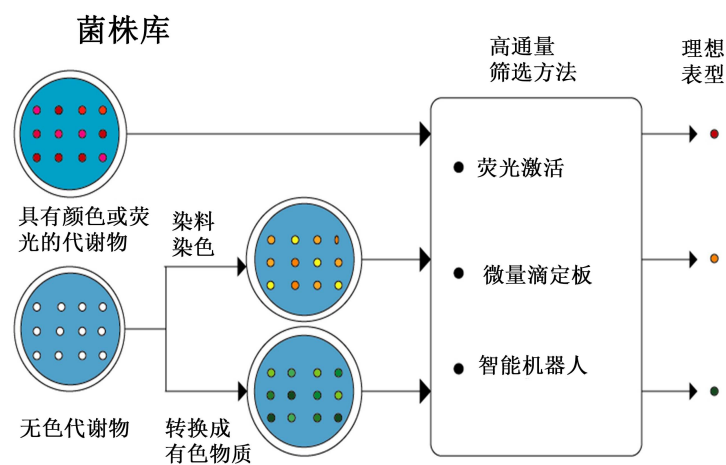 菌株库
高通量
筛选方法
理想
表型
荧光激活
具有颜色或荧
光的代谢物
染料
染色
微量滴定板
智能机器人
无色代谢物
转换成
有色物质